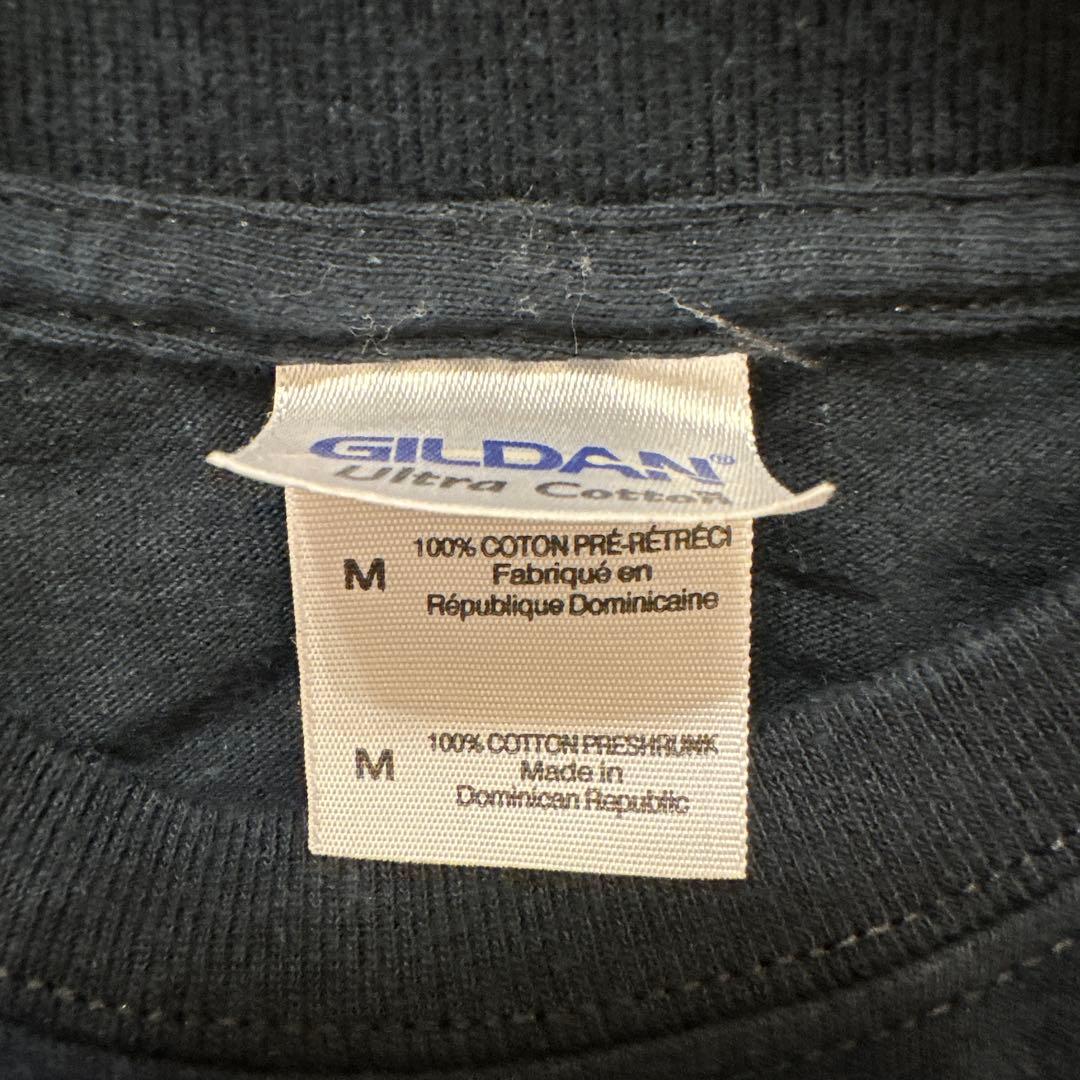 GILDAN®
Ultra Cotton
M
100% COTON PRÉ-RÉTRÉCI
Fabriqué en
République Dominicaine
M
100% COTTON PRESHRUNK
Made in
Dominican Republic